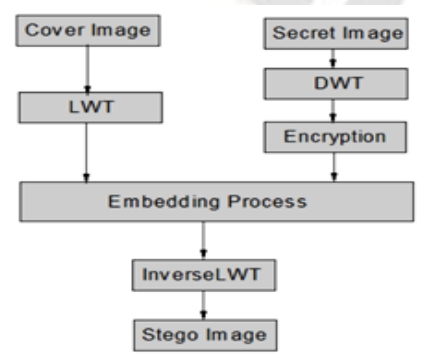 Cover Image
Secret Image
LWT
DWT
Encryption
Embedding Process
InverseLWT
Stego Image